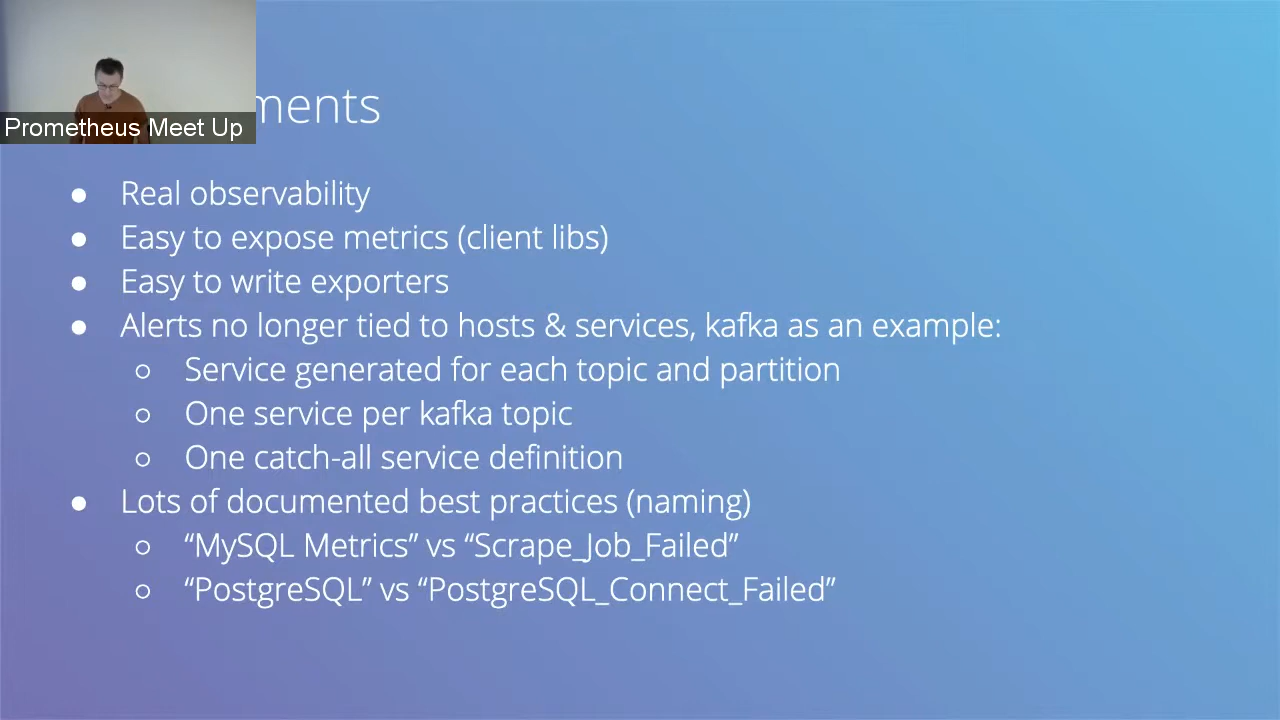 Prometheus Meet Up
● Real observability
● Easy to expose metrics (client libs)
● Easy to write exporters
● Alerts no longer tied to hosts & services, kafka as an example:
○ Service generated for each topic and partition
○ One service per kafka topic
○ One catch-all service definition
● Lots of documented best practices (naming)
○ “MySQL Metrics” vs “Scrape_Job_Failed”
○ “PostgreSQL” vs “PostgreSQL_Connect_Failed”